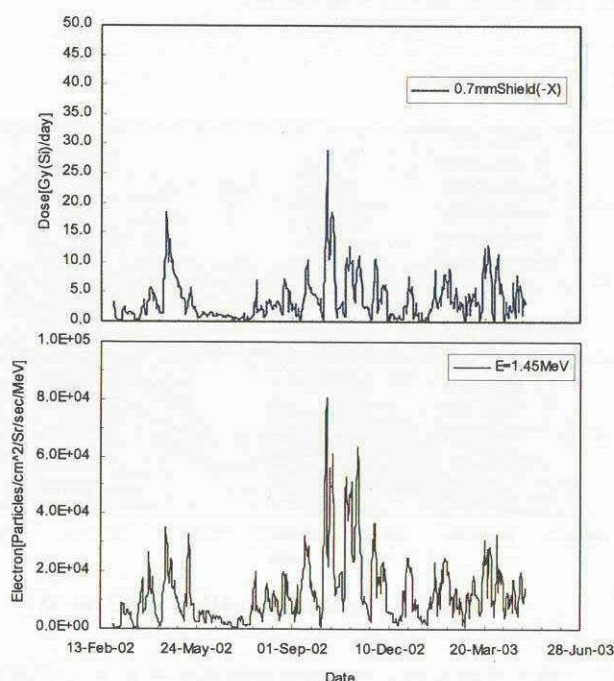 50.0
45.0
40.0
35.0
30.0
25.0
20.0
15.0
10.0
5.0
0.0
Dose[Gy(Si)/day]
0.7mmShield(-X)
1.0E+05
8.0E+04
6.0E+04
4.0E+04
2.0E+04
0.0E+00
Electron[Particles/cm^2/Sr/sec/MeV]
E=1.45MeV
13-Feb-02 24-May-02 01-Sep-02 10-Dec-02 20-Mar-03 28-Jun-03
Date